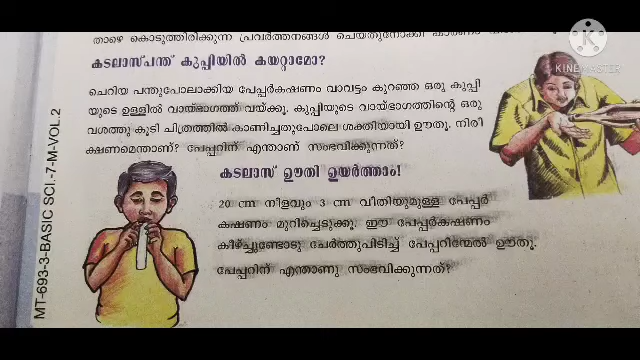 താഴെ കൊടുത്തിരിക്കുന്ന പ്രവർത്തനങ്ങൾ ചെയ്തുനോക്കി
കടലാസ്പന്ത് കുപ്പിയിൽ കയറ്റാമോ?
ചെറിയ പന്തുപോലാക്കിയ പേപ്പർകഷണം വാവട്ടം കുറഞ്ഞ ഒരു കുപ്പി
യുടെ ഉള്ളിൽ വായ്ഭാഗത്ത് വയ്ക്കൂ. കുപ്പിയുടെ വായ്ഭാഗത്തിന്റെ ഒരു
വശത്തു കൂടി ചിത്രത്തിൽ കാണിച്ചതുപോലെ ശക്തിയായി ഊതൂ. നിരീ
ക്ഷണമെന്താണ്? പേപ്പറിന് എന്താണ് സംഭവിക്കുന്നത്?
കടലാസ് ഊതി ഉയർത്താം!
20 cm നീളവും 3 cm വീതിയുമുള്ള പേപ്പർ
കഷണം മുറിച്ചെടുക്കൂ. ഈ പേപ്പർകഷണം
കീഴ്ച്ചുണ്ടോടു ചേർത്തുപിടിച്ച് പേപ്പറിന്മേൽ ഊതൂ.
പേപ്പറിന് എന്താണു സംഭവിക്കുന്നത്?
MT-693-3-BASIC SCI.-7-M-VOL.2
KINEMASTER